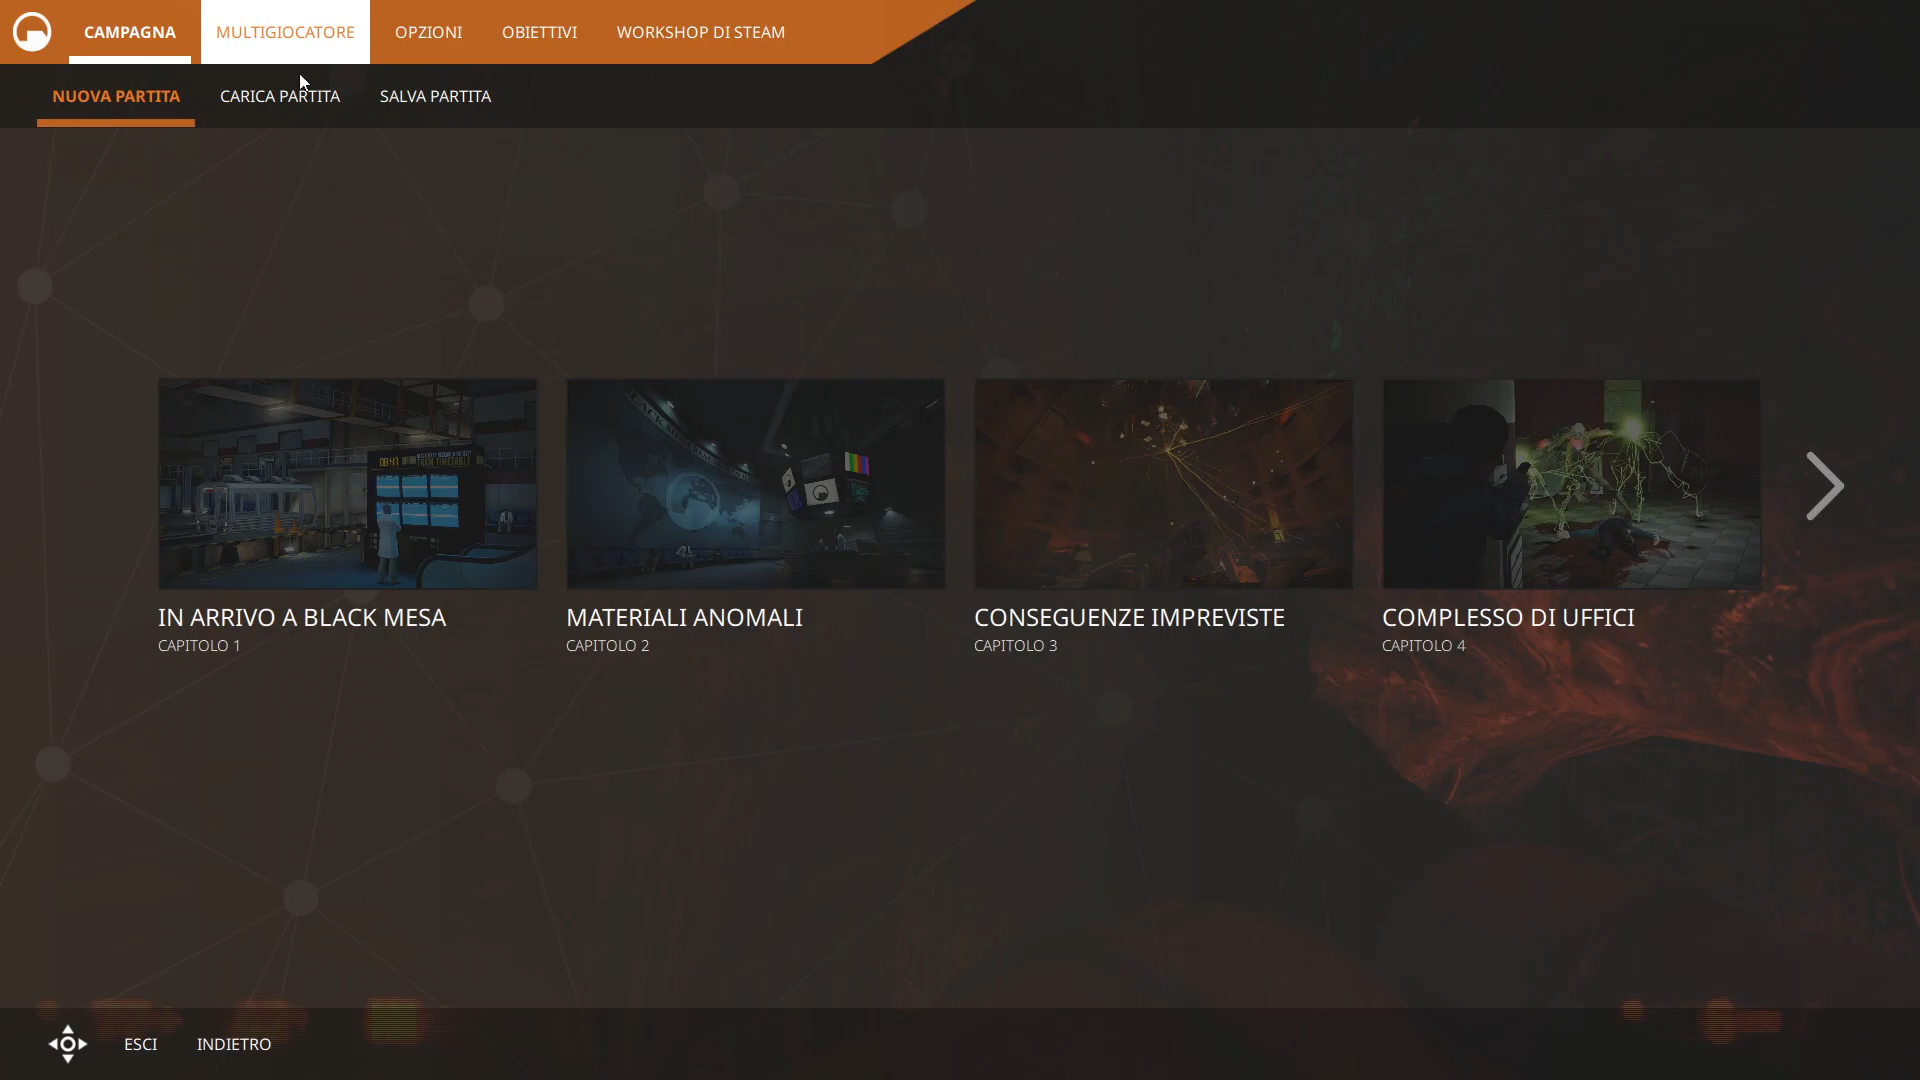 CAMPAGNA MULTIGIOCATORE OPZIONI OBIETTIVI WORKSHOP DI STEAM
NUOVA PARTITA CARICA PARTITA SALVA PARTITA
IN ARRIVO A BLACK MESA
CAPITOLO 1
MATERIALI ANOMALI
CAPITOLO 2
CONSEGUENZE IMPREVISTE
CAPITOLO 3
COMPLESSO DI UFFICI
CAPITOLO 4
ESCI INDIETRO